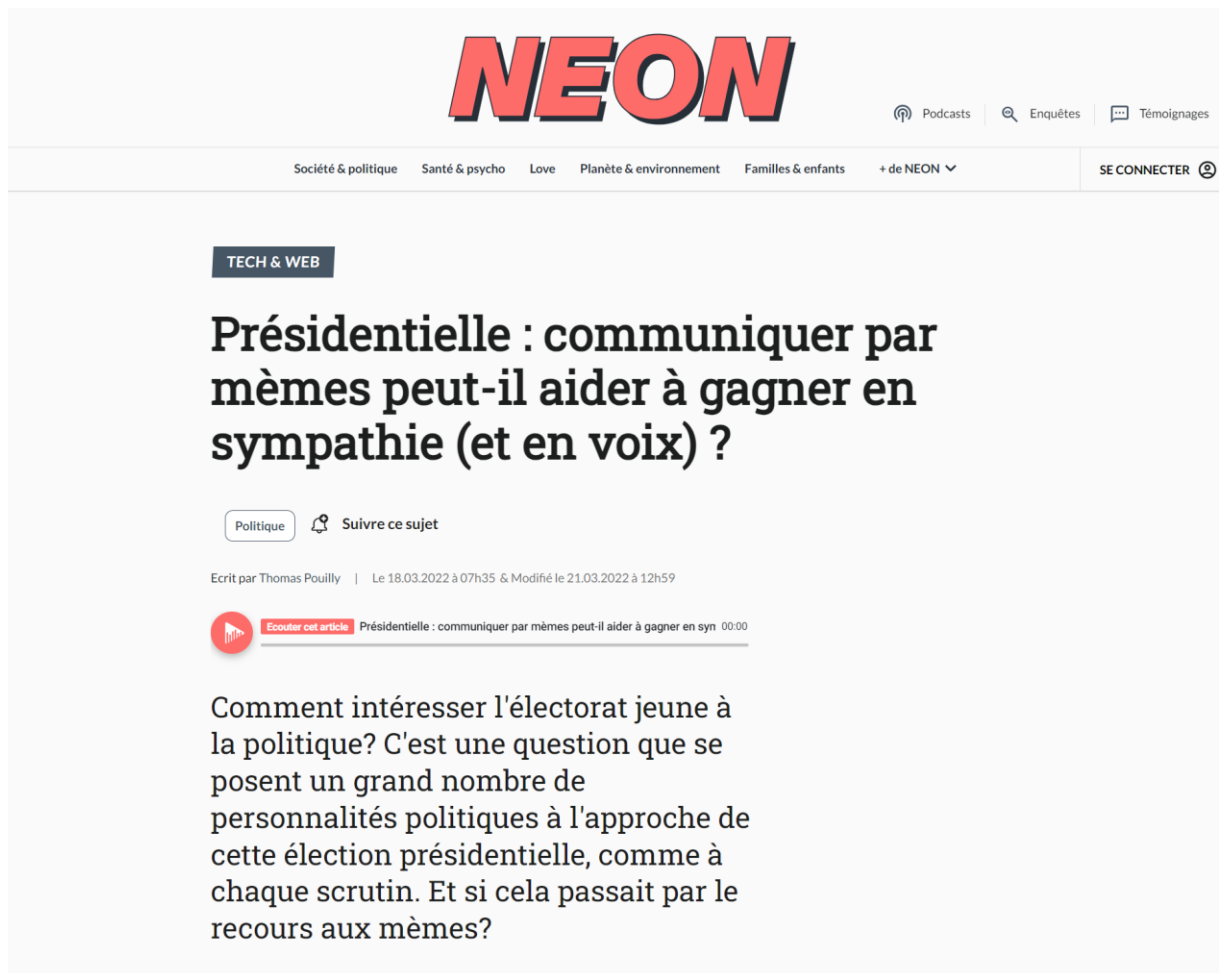 NEON
Podcasts
Enquêtes
Témoignages
Société & politique
Santé & psycho
Love
Planète & environnement
Familles & enfants
+ de NEON
SE CONNECTER
TECH & WEB
Présidentielle : communiquer par
mèmes peut-il aider à gagner en
sympathie (et en voix) ?
Politique
Suivre ce sujet
Ecrit par Thomas Pouilly | Le 18.03.2022 à 07h35 & Modifié le 21.03.2022 à 12h59
Ecouter cet article Présidentielle : communiquer par mèmes peut-il aider à gagner en syn 00:00
Comment intéresser l'électorat jeune à
la politique? C'est une question que se
posent un grand nombre de
personnalités politiques à l'approche de
cette élection présidentielle, comme à
chaque scrutin. Et si cela passait par le
recours aux mèmes?